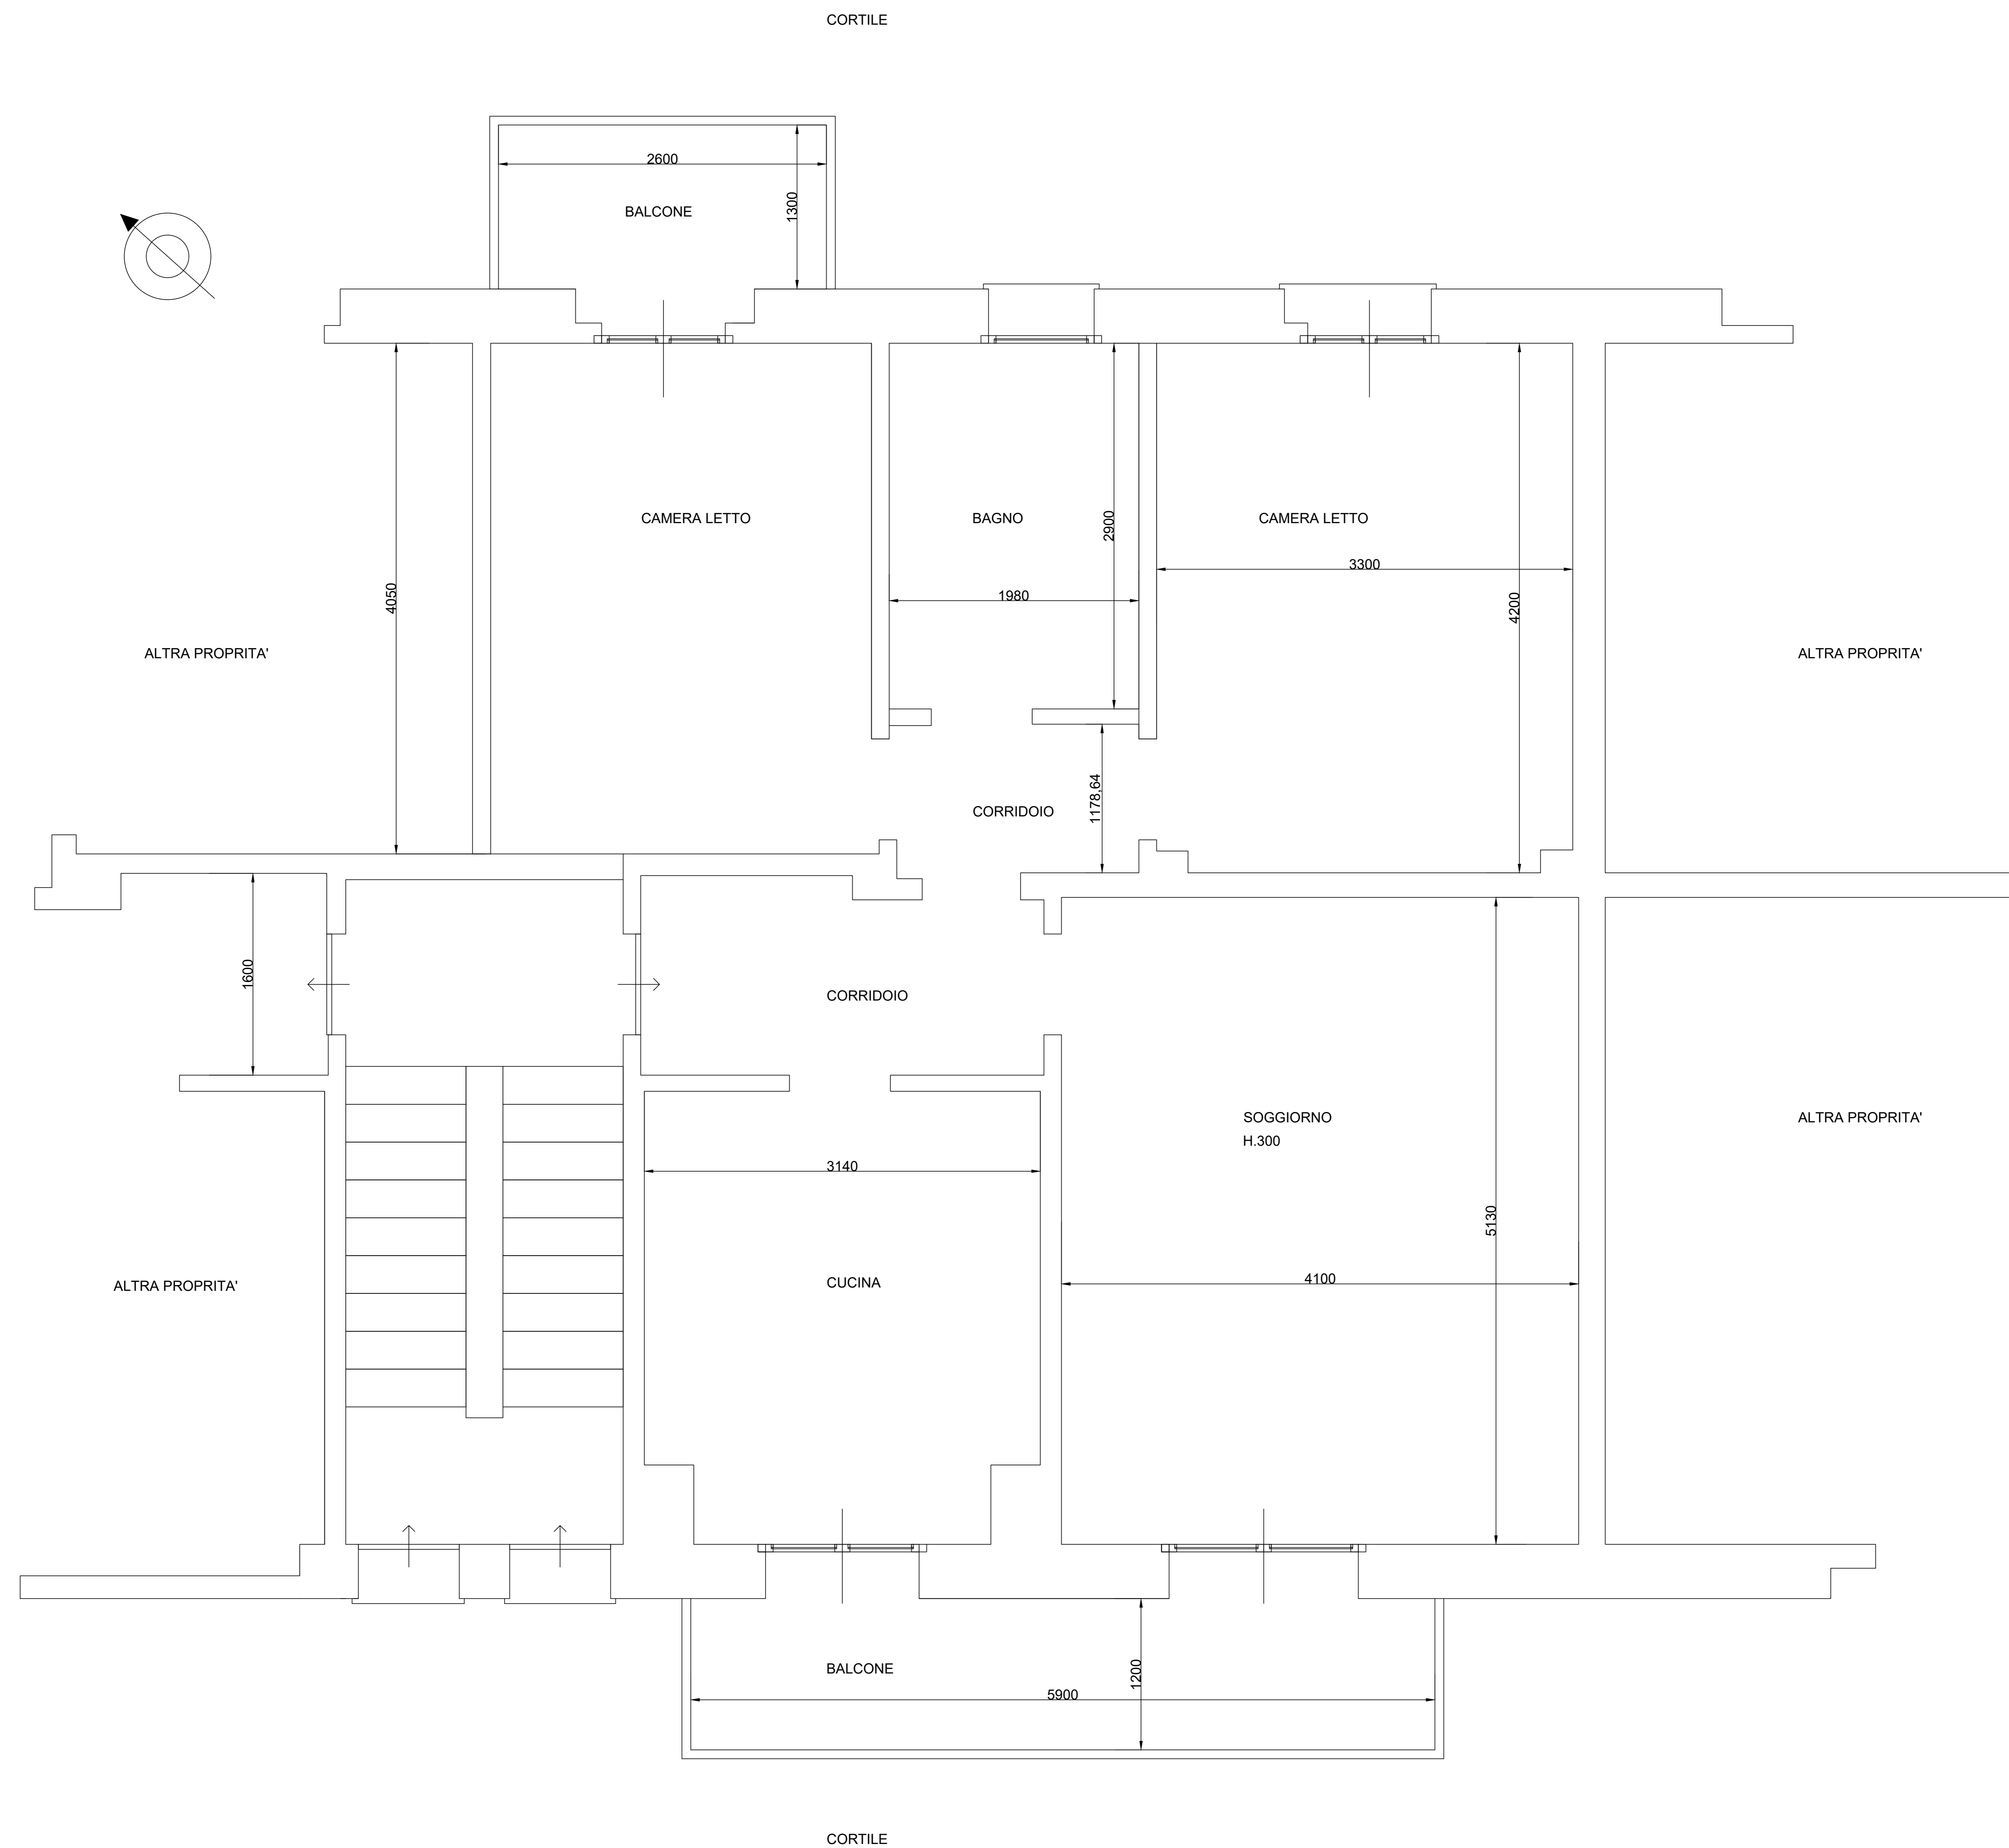 CORTILE
2600
1300
BALCONE
CAMERA LETTO
BAGNO
2900
CAMERA LETTO
3300
1980
4050
4200
ALTRA PROPRITA'
ALTRA PROPRITA'
1178,64
CORRIDOIO
1600
CORRIDOIO
SOGGIORNO
H.300
ALTRA PROPRITA'
3140
5130
4100
CUCINA
ALTRA PROPRITA'
BALCONE
1200
5900
CORTILE